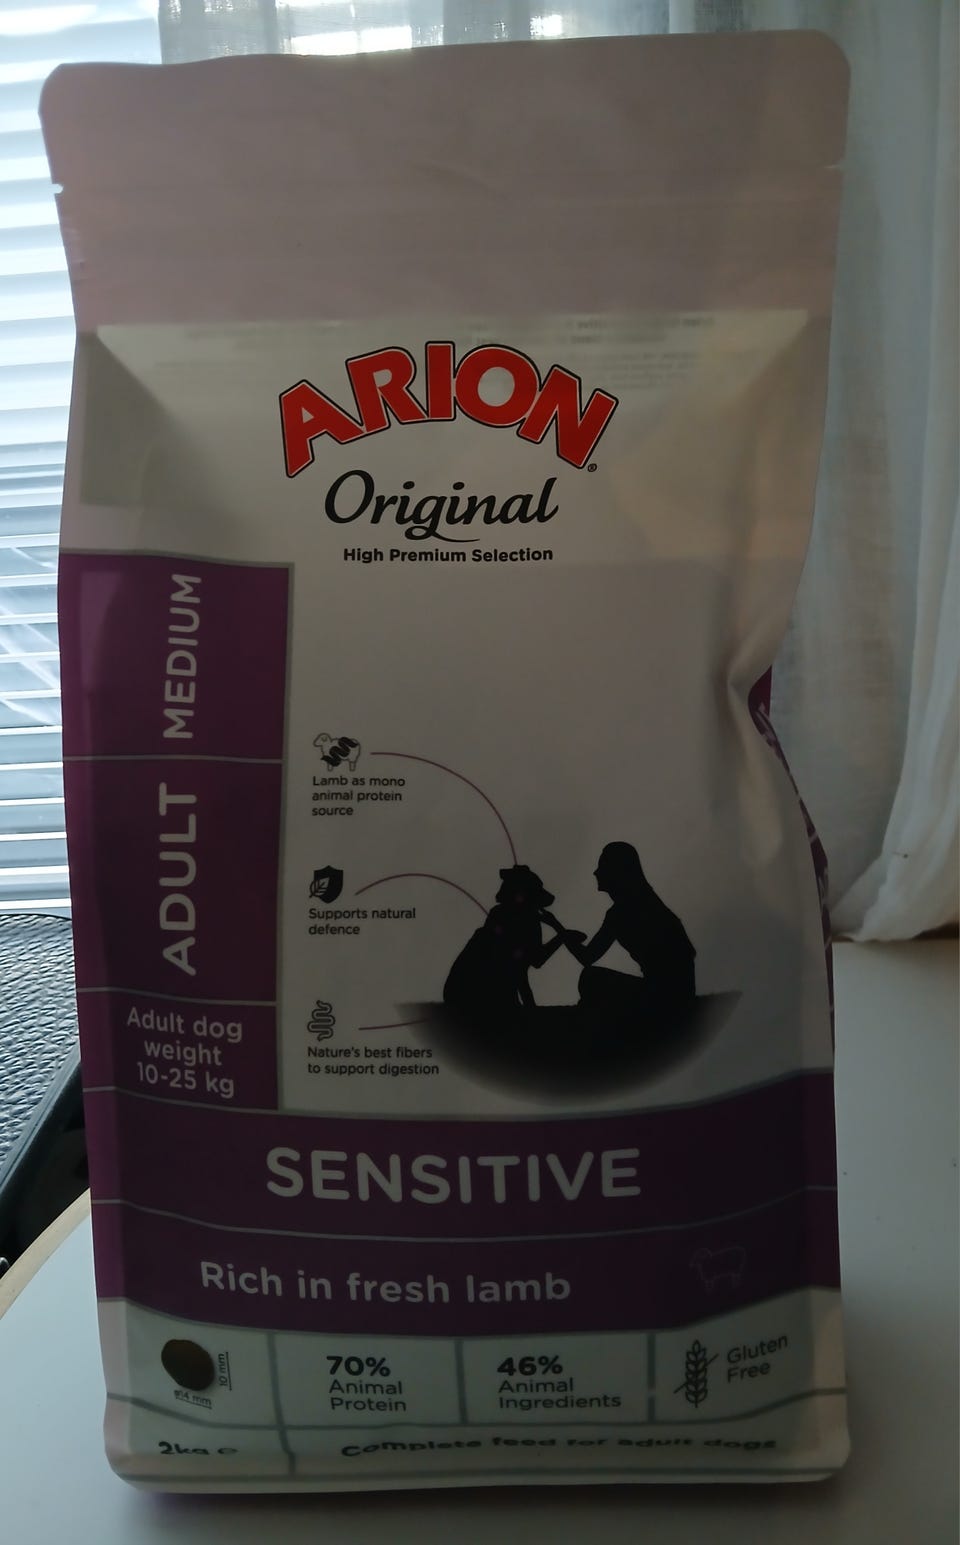 ARION®
Original
High Premium Selection
MEDIUM
ADULT
Adult dog
weight
10-25 kg
Lamb as mono
animal protein
source
Supports natural
defence
Nature's best fibers
to support digestion
SENSITIVE
Rich in fresh lamb
ø14 mm
10 mm
70%
Animal
Protein
46%
Animal
Ingredients
Gluten
Free
2kg e
Complete feed for adult dogs